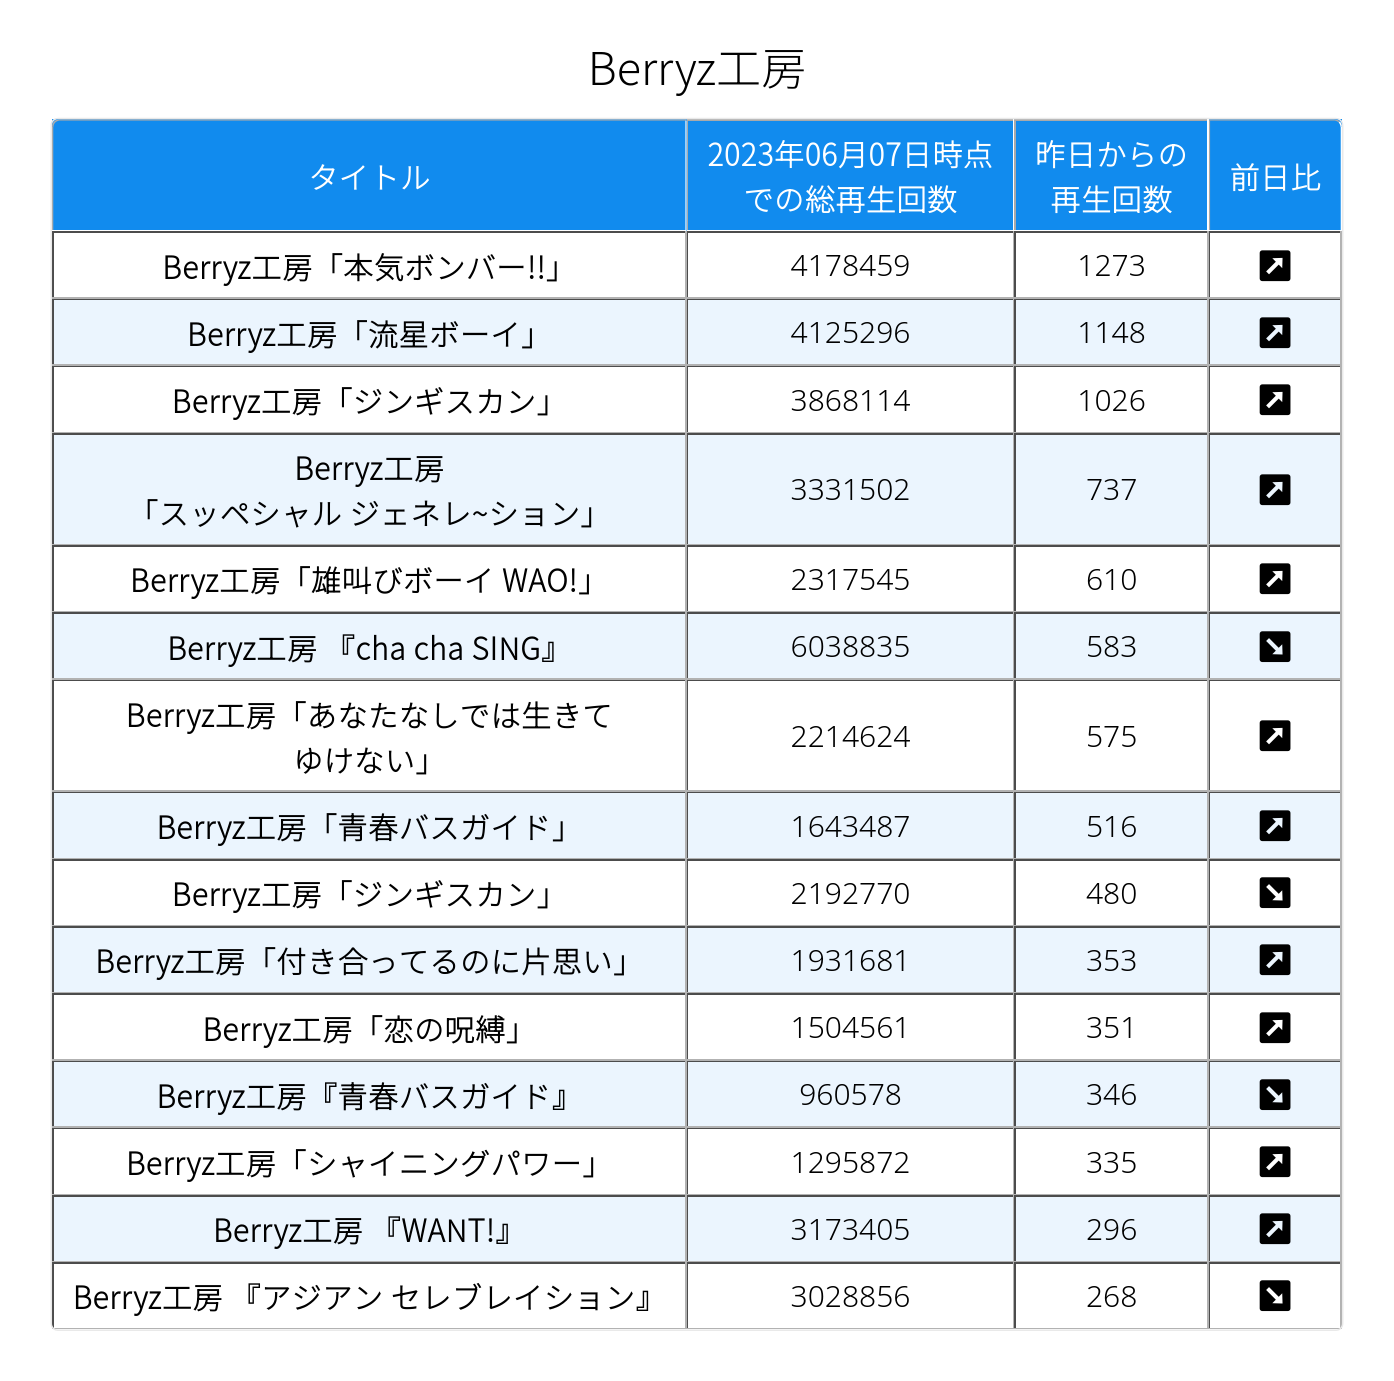 Berryz工房
タイトル 2023年06月07日時点 昨日からの 前日比
での総再生回数 再生回数
Berryz工房「本気ボンバー!!」 4178459 1273 ↗
Berryz工房「流星ボーイ」 4125296 1148 ↗
Berryz工房「ジンギスカン」 3868114 1026 ↗
Berryz工房
「スッペシャル ジェネレ~ション」 3331502 737 ↗
Berryz工房「雄叫びボーイ WAO!」 2317545 610 ↗
Berryz工房 『cha cha SING』 6038835 583 ↘
Berryz工房「あなたなしでは生きて
ゆけない」 2214624 575 ↗
Berryz工房「青春バスガイド」 1643487 516 ↗
Berryz工房「ジンギスカン」 2192770 480 ↘
Berryz工房「付き合ってるのに片思い」 1931681 353 ↗
Berryz工房「恋の呪縛」 1504561 351 ↗
Berryz工房『青春バスガイド』 960578 346 ↘
Berryz工房「シャイニングパワー」 1295872 335 ↗
Berryz工房 『WANT!』 3173405 296 ↗
Berryz工房 『アジアン セレブレイション』 3028856 268 ↘